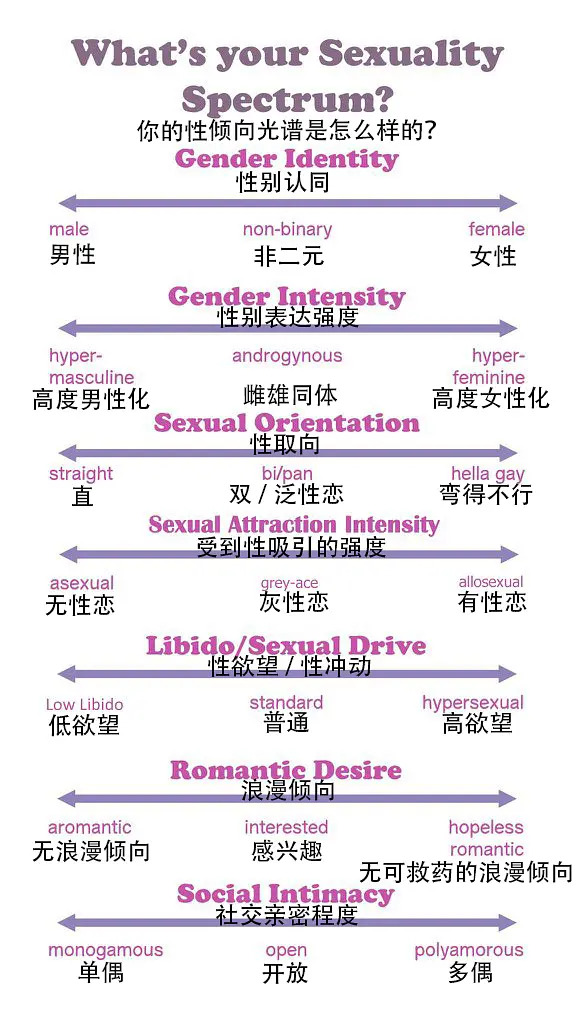 What's your Sexuality
Spectrum?
你的性倾向光谱是怎么样的？
Gender Identity
性别认同
male non-binary female
男性 非二元 女性
Gender Intensity
性别表达强度
hyper- androgynous hyper-
masculine feminine
高度男性化 雌雄同体 高度女性化
Sexual Orientation
性取向
straight bi/pan hella gay
直 双 / 泛性恋 弯得不行
Sexual Attraction Intensity
受到性吸引的强度
asexual grey-ace allosexual
无性恋 灰性恋 有性恋
Libido/Sexual Drive
性欲望 / 性冲动
Low Libido standard hypersexual
低欲望 普通 高欲望
Romantic Desire
浪漫倾向
aromantic interested hopeless
romantic
无浪漫倾向 感兴趣 无可救药的浪漫倾向
Social Intimacy
社交亲密程度
monogamous open polyamorous
单偶 开放 多偶